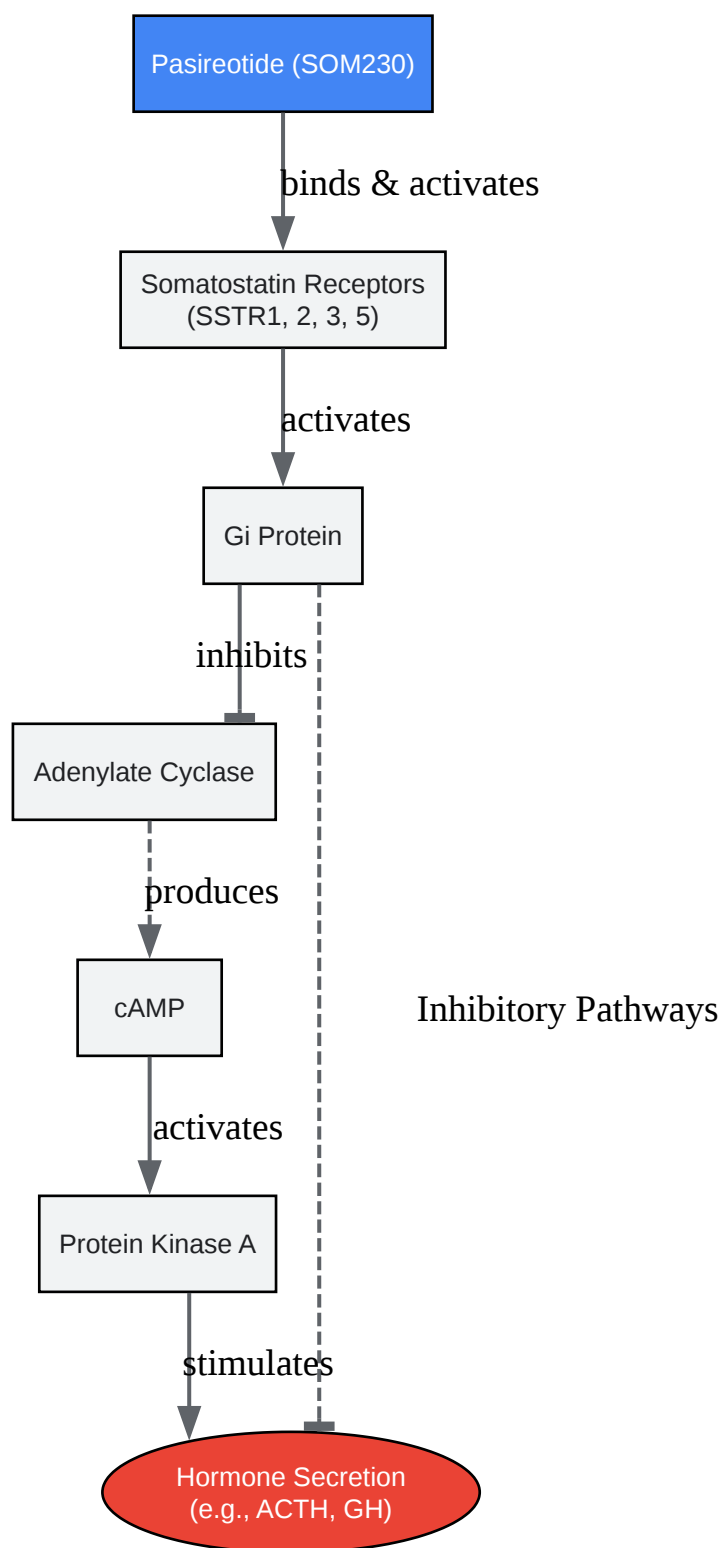 Pasireotide (SOM230)
binds & activates
Somatostatin Receptors
(SSTR1, 2, 3, 5)
activates
Gi Protein
inhibits
Adenylate Cyclase
produces
cAMP
Inhibitory Pathways
activates
Protein Kinase A
stimulates
Hormone Secretion
(e.g., ACTH, GH)